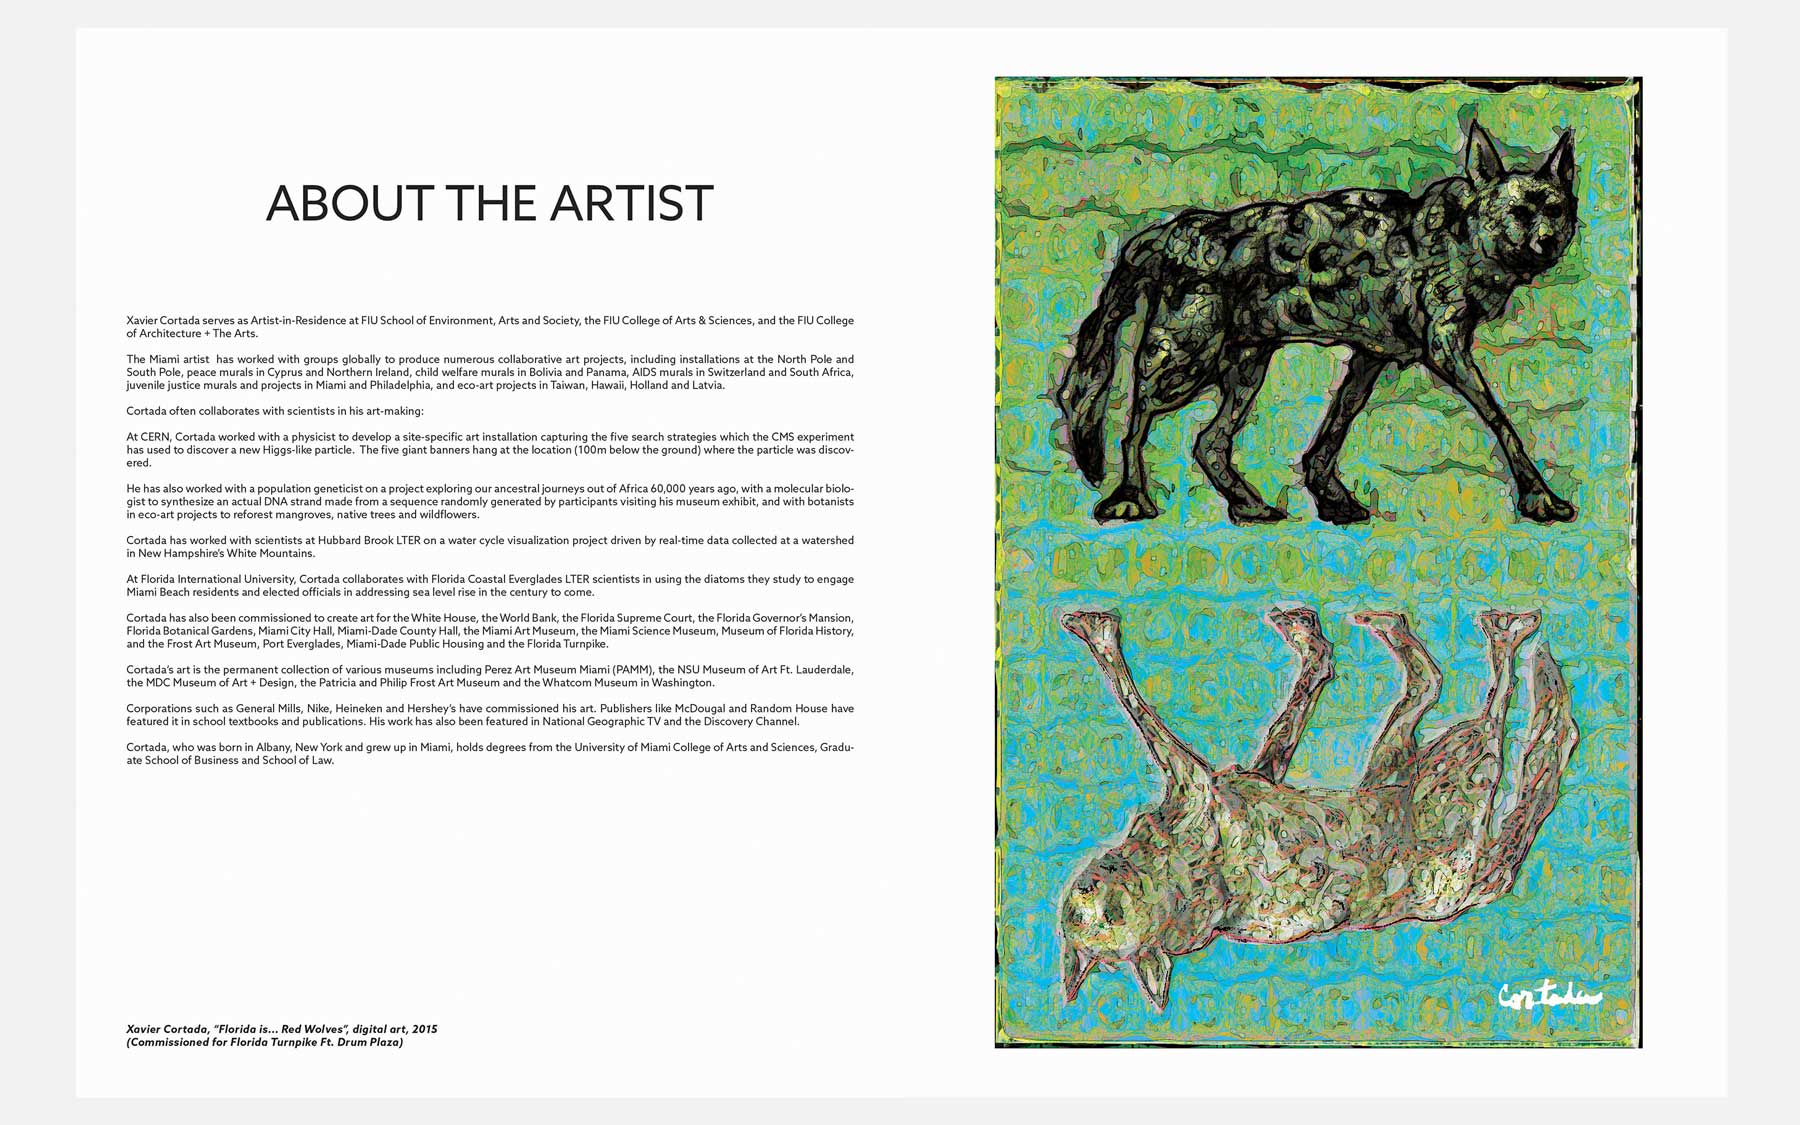 ABOUT THE ARTIST
Xavier Cortada serves as Artist-in-Residence at FIU School of Environment, Arts and Society, the FIU College of Arts & Sciences, and the FIU College
of Architecture + The Arts.
The Miami artist  has worked with groups globally to produce numerous collaborative art projects, including installations at the North Pole and
South Pole, peace murals in Cyprus and Northern Ireland, child welfare murals in Bolivia and Panama, AIDS murals in Switzerland and South Africa,
juvenile justice murals and projects in Miami and Philadelphia, and eco-art projects in Taiwan, Hawaii, Holland and Latvia.
Cortada often collaborates with scientists in his art-making:
At CERN, Cortada worked with a physicist to develop a site-specific art installation capturing the five search strategies which the CMS experiment
has used to discover a new Higgs-like particle.  The five giant banners hang at the location (100m below the ground) where the particle was discov-
ered.
He has also worked with a population geneticist on a project exploring our ancestral journeys out of Africa 60,000 years ago, with a molecular biolo-
gist to synthesize an actual DNA strand made from a sequence randomly generated by participants visiting his museum exhibit, and with botanists
in eco-art projects to reforest mangroves, native trees and wildflowers.
Cortada has worked with scientists at Hubbard Brook LTER on a water cycle visualization project driven by real-time data collected at a watershed
in New Hampshire's White Mountains.
At Florida International University, Cortada collaborates with Florida Coastal Everglades LTER scientists in using the diatoms they study to engage
Miami Beach residents and elected officials in addressing sea level rise in the century to come.
Cortada has also been commissioned to create art for the White House, the World Bank, the Florida Supreme Court, the Florida Governor's Mansion,
Florida Botanical Gardens, Miami City Hall, Miami-Dade County Hall, the Miami Art Museum, the Miami Science Museum, Museum of Florida History,
and the Frost Art Museum, Port Everglades, Miami-Dade Public Housing and the Florida Turnpike.
Cortada's art is the permanent collection of various museums including Perez Art Museum Miami (PAMM), the NSU Museum of Art Ft. Lauderdale,
the MDC Museum of Art + Design, the Patricia and Philip Frost Art Museum and the Whatcom Museum in Washington.
Corporations such as General Mills, Nike, Heineken and Hershey's have commissioned his art. Publishers like McDougal and Random House have
featured it in school textbooks and publications. His work has also been featured in National Geographic TV and the Discovery Channel.
Cortada, who was born in Albany, New York and grew up in Miami, holds degrees from the University of Miami College of Arts and Sciences, Gradu-
ate School of Business and School of Law.
Xavier Cortada, "Florida is... Red Wolves", digital art, 2015
(Commissioned for Florida Turnpike Ft. Drum Plaza)
Cortada